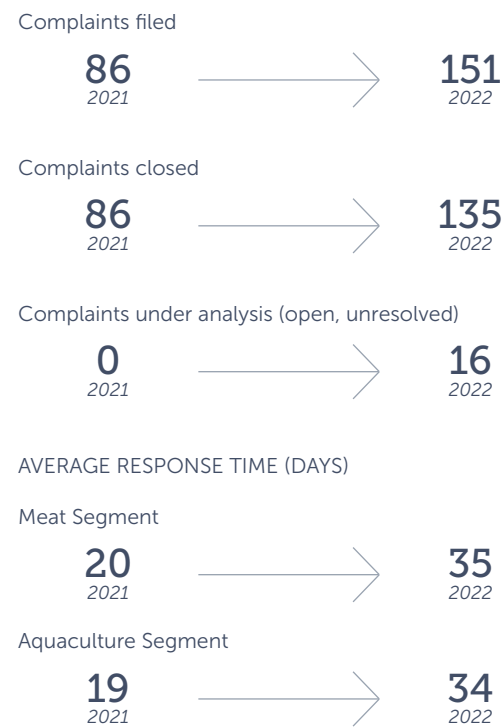 Complaints filed
86 151
2021 2022
Complaints closed
86 135
2021 2022
Complaints under analysis (open, unresolved)
0 16
2021 2022
AVERAGE RESPONSE TIME (DAYS)
Meat Segment
20 35
2021 2022
Aquaculture Segment
19 34
2021 2022